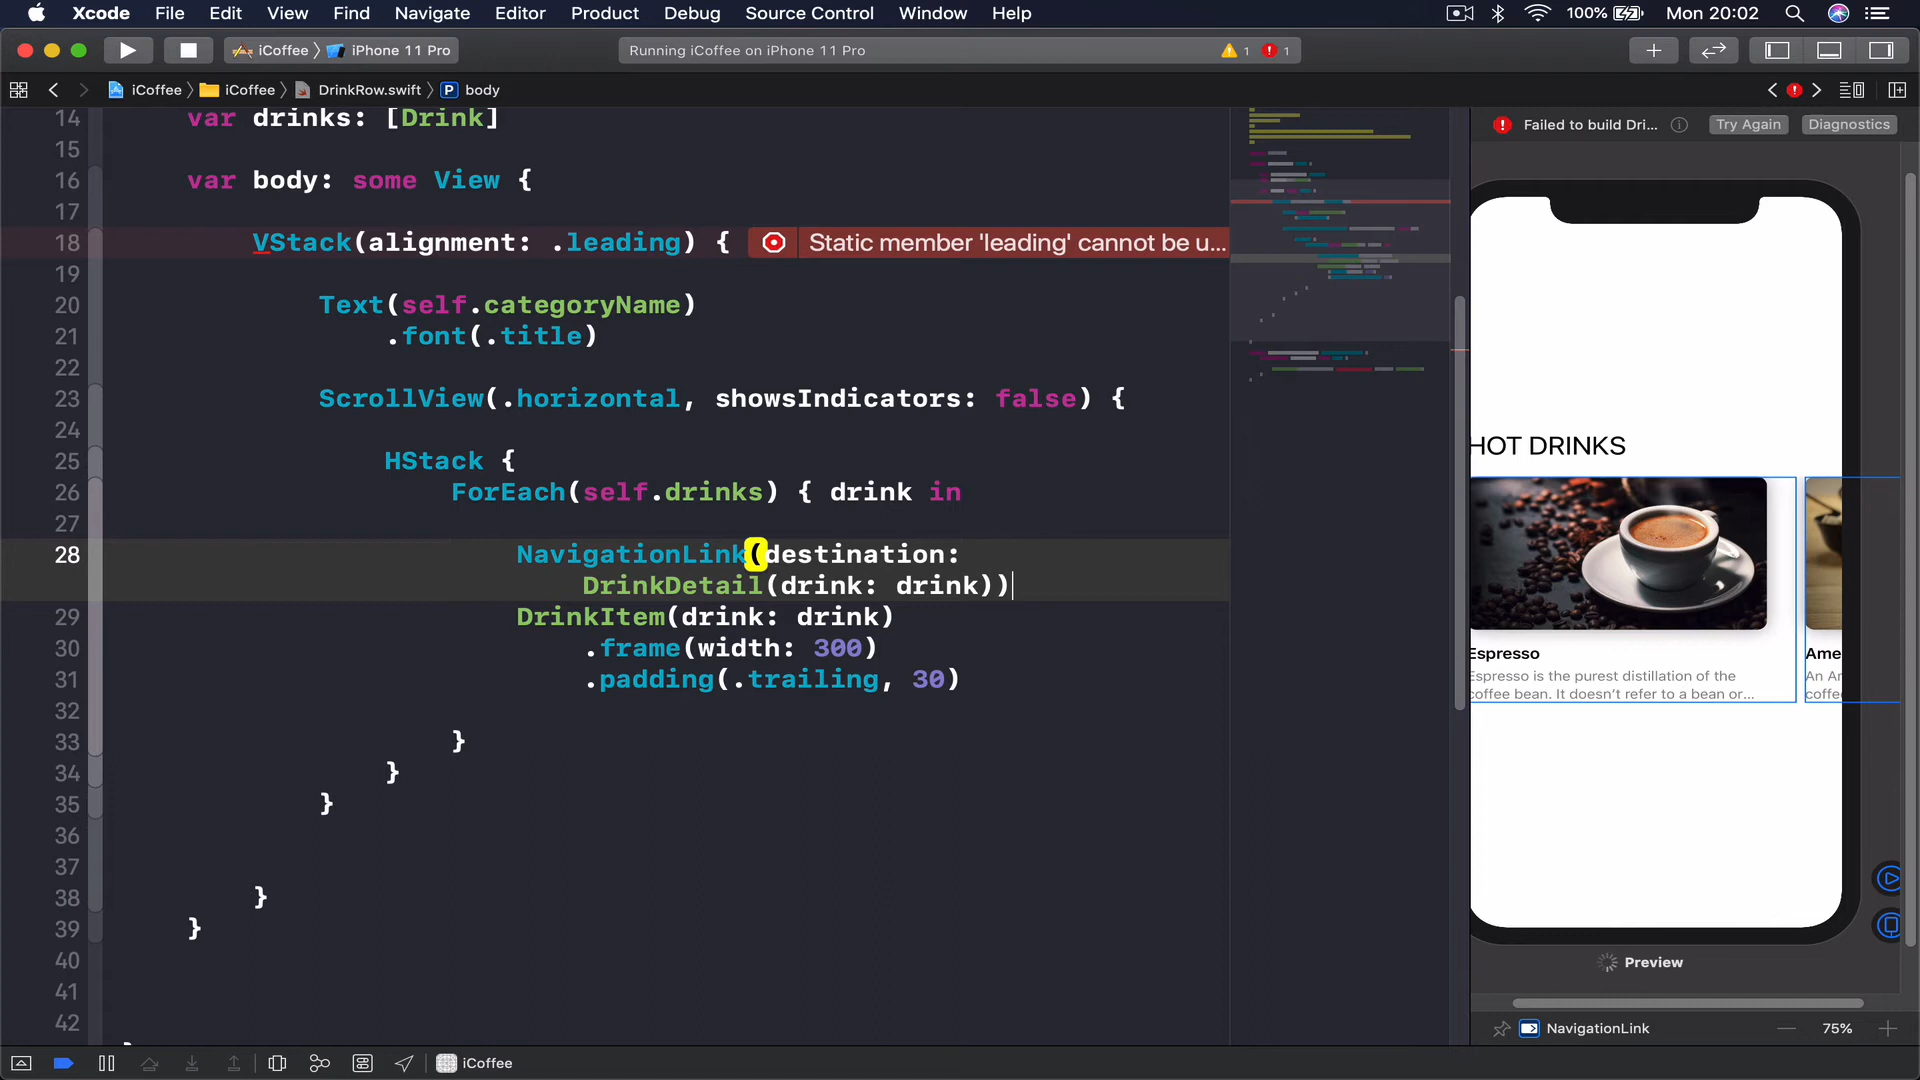 Xcode File Edit View Find Navigate Editor Product Debug Source Control Window Help 100% Mon 20:02
iCoffee iPhone 11 Pro Running iCoffee on iPhone 11 Pro 1 1
iCoffee iCoffee DrinkRow.swift P body
Failed to build Dri... Try Again Diagnostics
14 var drinks: [Drink]
15
16 var body: some View {
17
18 VStack(alignment: .leading) { Static member 'leading' cannot be u...
19
20 Text(self.categoryName)
21 .font(.title)
22
23 ScrollView(.horizontal, showsIndicators: false) {
24
25 HStack {
26 ForEach(self.drinks) { drink in
27
28 NavigationLink(destination:
DrinkDetail(drink: drink))
29 DrinkItem(drink: drink)
30 .frame(width: 300)
31 .padding(.trailing, 30)
32
33 }
34 }
35 }
36
37
38 }
39 }
40
41
42
HOT DRINKS
Espresso
Espresso is the purest distillation of the
coffee bean. It doesn't refer to a bean or...
Ame
An Ar
coffe
Preview
NavigationLink 75%
iCoffee